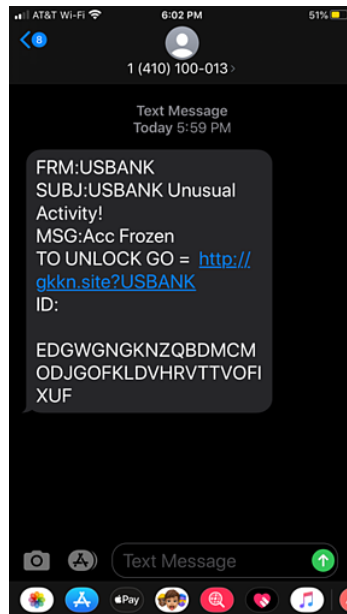 AT&T Wi-Fi 6:02 PM 51%
8
1 (410) 100-013
Text Message
Today 5:59 PM
FRM:USBANK
SUBJ:USBANK Unusual
Activity!
MSG:Acc Frozen
TO UNLOCK GO = http://
gkkn.site?USBANK
ID:
EDGWGNGKNZQBDMCM
ODJGOFKLDVHRVTTVOFI
XUF
Text Message
Pay